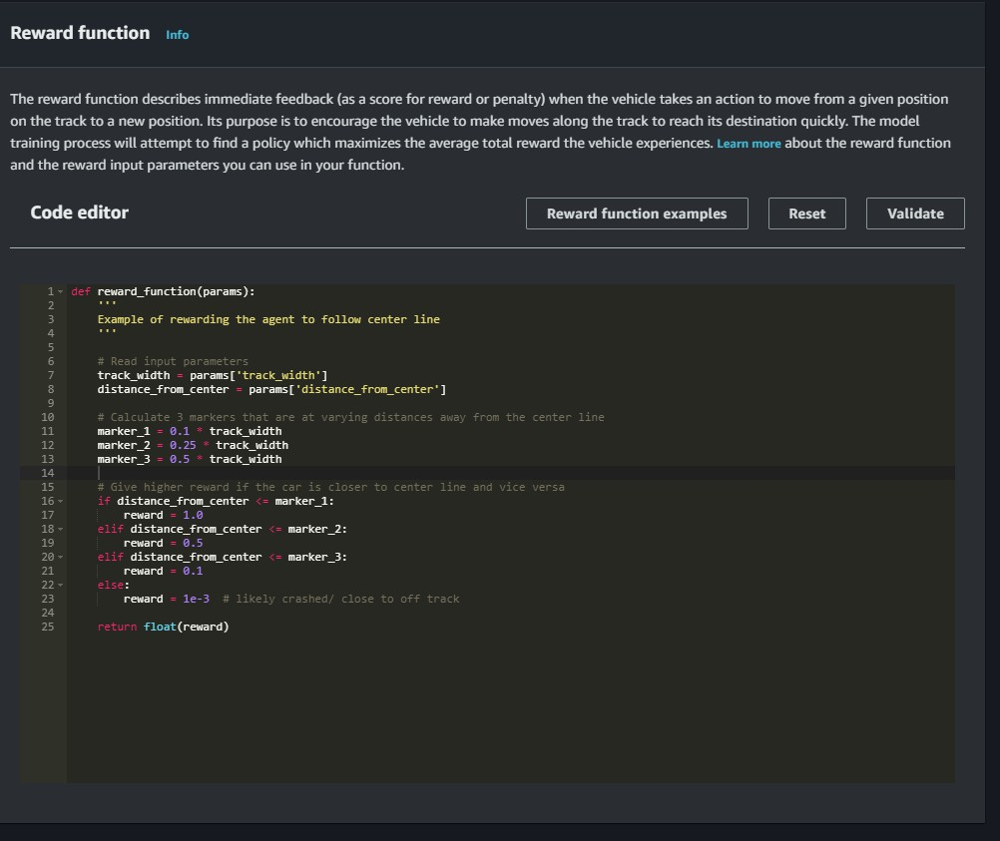 Reward function Info
The reward function describes immediate feedback (as a score for reward or penalty) when the vehicle takes an action to move from a given position
on the track to a new position. Its purpose is to encourage the vehicle to make moves along the track to reach its destination quickly. The model
training process will attempt to find a policy which maximizes the average total reward the vehicle experiences. Learn more about the reward function
and the reward input parameters you can use in your function.
Code editor Reward function examples Reset Validate
1 def reward_function(params):
2     '''
3     Example of rewarding the agent to follow center line
4     '''
5
6     # Read input parameters
7     track_width = params['track_width']
8     distance_from_center = params['distance_from_center']
9
10     # Calculate 3 markers that are at varying distances away from the center line
11     marker_1 = 0.1 * track_width
12     marker_2 = 0.25 * track_width
13     marker_3 = 0.5 * track_width
14
15     # Give higher reward if the car is closer to center line and vice versa
16     if distance_from_center <= marker_1:
17         reward = 1.0
18     elif distance_from_center <= marker_2:
19         reward = 0.5
20     elif distance_from_center <= marker_3:
21         reward = 0.1
22     else:
23         reward = 1e-3  # likely crashed/ close to off track
24
25     return float(reward)